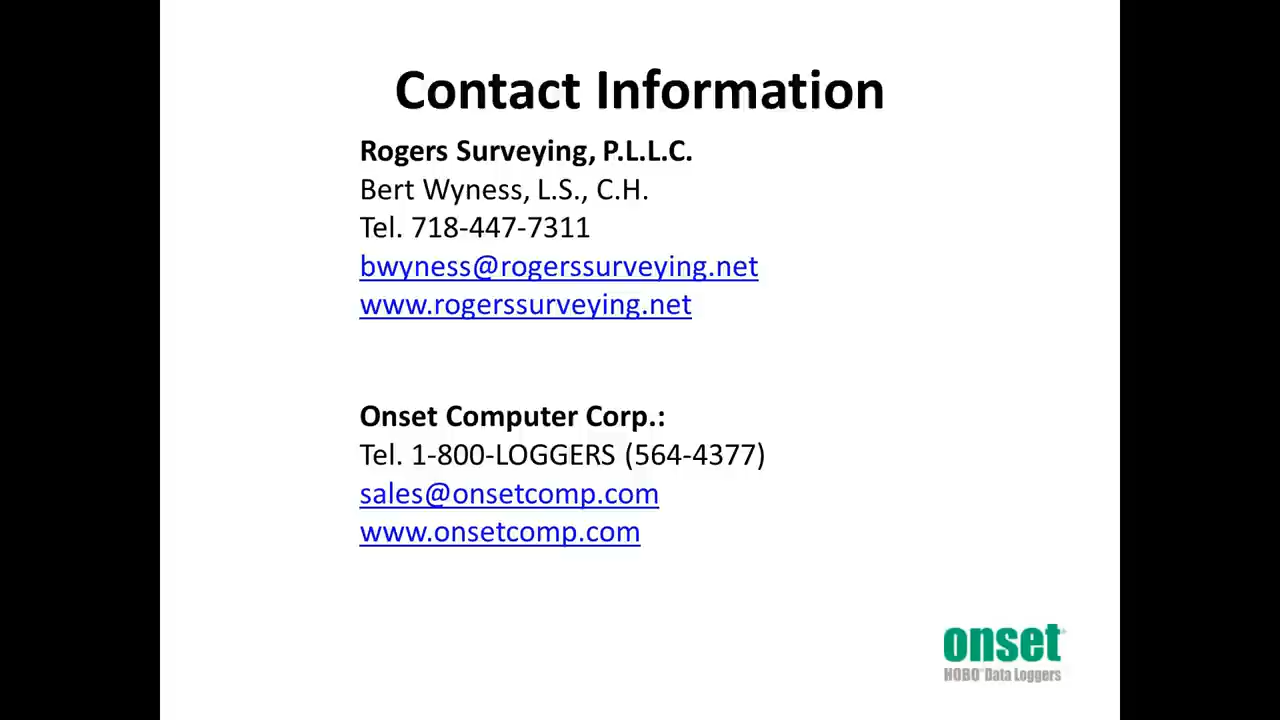 Contact Information
Rogers Surveying, P.L.L.C.
Bert Wyness, L.S., C.H.
Tel. 718-447-7311
bwyness@rogerssurveying.net
www.rogerssurveying.net
Onset Computer Corp.:
Tel. 1-800-LOGGERS (564-4377)
sales@onsetcomp.com
www.onsetcomp.com
onset®
HOBO® Data Loggers